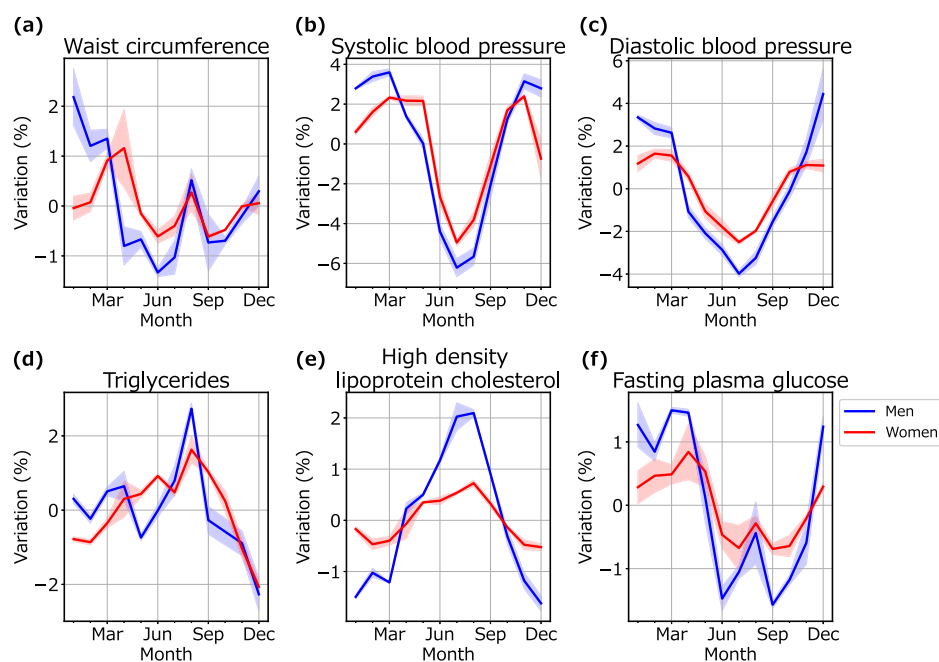 (a)
Waist circumference
Variation (%)
2
1
0
−1
Mar Jun Sep Dec
Month
(b)
Systolic blood pressure
Variation (%)
4
2
0
−2
−4
−6
Mar Jun Sep Dec
Month
(c)
Diastolic blood pressure
Variation (%)
6
4
2
0
−2
−4
Mar Jun Sep Dec
Month
(d)
Triglycerides
Variation (%)
2
0
−2
Mar Jun Sep Dec
Month
(e)
High density
lipoprotein cholesterol
Variation (%)
2
1
0
−1
Mar Jun Sep Dec
Month
(f)
Fasting plasma glucose
Variation (%)
1
0
−1
Mar Jun Sep Dec
Month
Men
Women